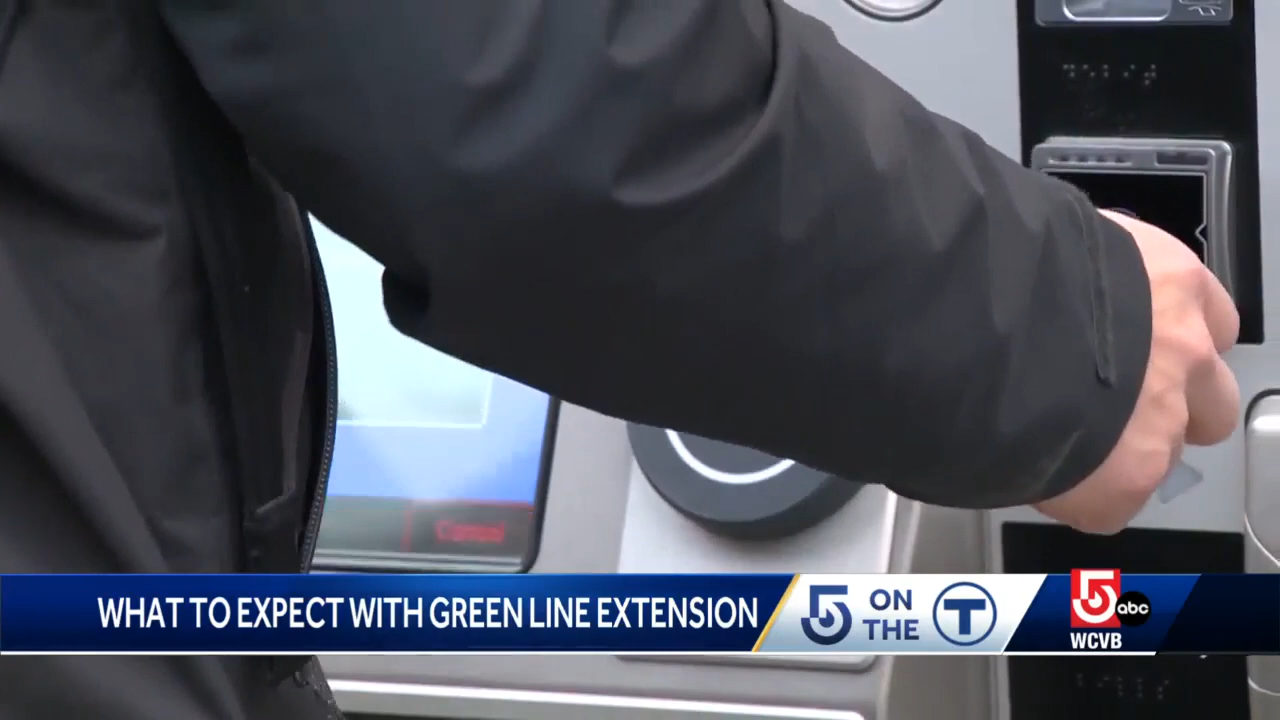 Cancel
WHAT TO EXPECT WITH GREEN LINE EXTENSION
5 ON THE T
5 abc
WCVB